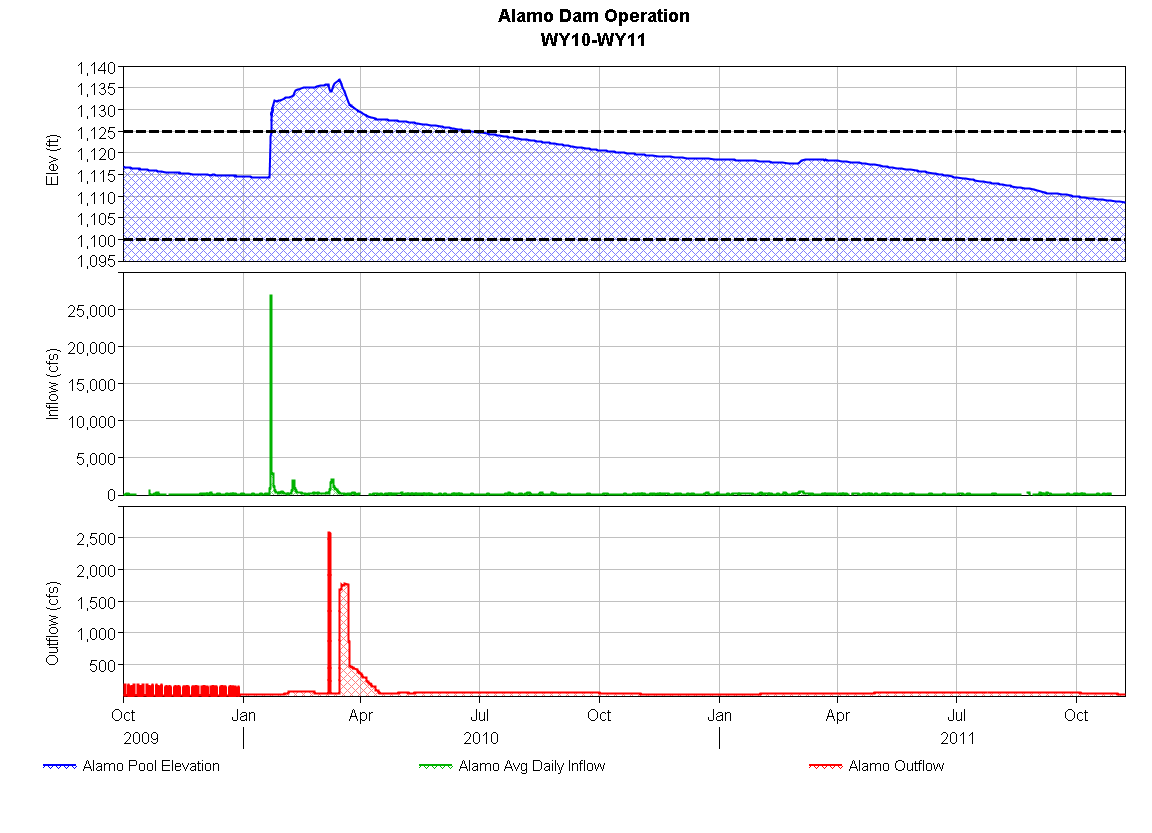 Alamo Dam Operation
WY10-WY11
1,140
1,135
1,130
1,125
1,120
1,115
1,110
1,105
1,100
1,095
Elev (ft)
25,000
20,000
15,000
10,000
5,000
0
Inflow (cfs)
2,500
2,000
1,500
1,000
500
Outflow (cfs)
Oct Jan Apr Jul Oct Jan Apr Jul Oct
2009 2010 2011
Alamo Pool Elevation Alamo Avg Daily Inflow Alamo Outflow